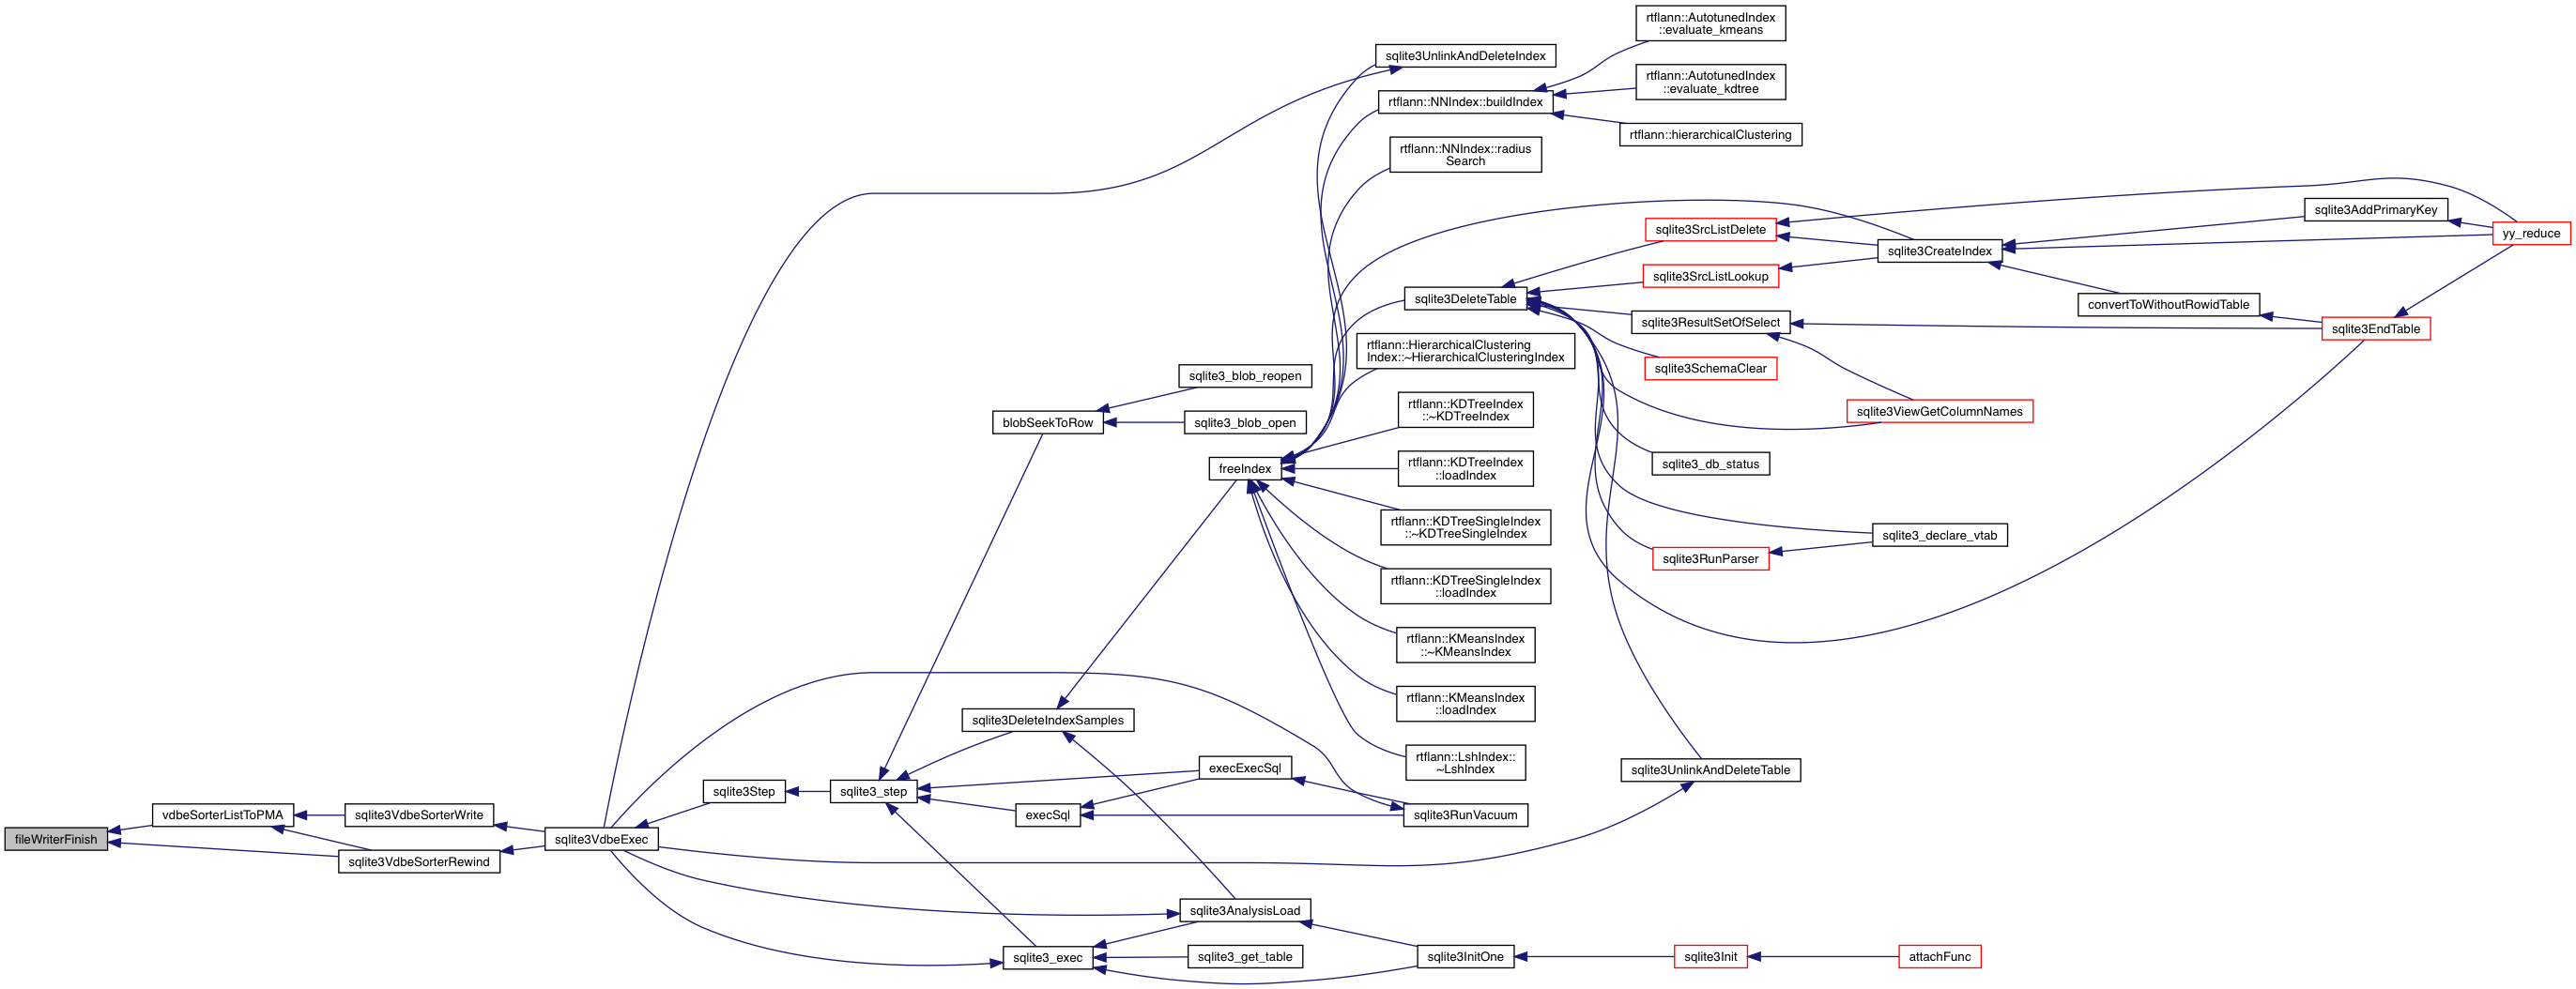 rtflann::AutotunedIndex
::evaluate_kmeans
sqlite3UnlinkAndDeleteIndex
rtflann::AutotunedIndex
::evaluate_kdtree
rtflann::NNIndex::buildIndex
rtflann::hierarchicalClustering
rtflann::NNIndex::radius
Search
sqlite3AddPrimaryKey
sqlite3SrcListDelete
yy_reduce
sqlite3CreateIndex
sqlite3SrcListLookup
sqlite3DeleteTable
convertToWithoutRowidTable
sqlite3ResultSetOfSelect
sqlite3EndTable
rtflann::HierarchicalClustering
Index::~HierarchicalClusteringIndex
sqlite3SchemaClear
sqlite3_blob_reopen
rtflann::KDTreeIndex
::~KDTreeIndex
sqlite3ViewGetColumnNames
blobSeekToRow
sqlite3_blob_open
freeIndex
rtflann::KDTreeIndex
::loadIndex
sqlite3_db_status
rtflann::KDTreeSingleIndex
::~KDTreeSingleIndex
sqlite3_declare_vtab
sqlite3RunParser
rtflann::KDTreeSingleIndex
::loadIndex
rtflann::KMeansIndex
::~KMeansIndex
rtflann::KMeansIndex
::loadIndex
sqlite3DeleteIndexSamples
rtflann::LshIndex::
~LshIndex
execExecSql
sqlite3UnlinkAndDeleteTable
sqlite3Step
sqlite3_step
vdbeSorterListToPMA
sqlite3VdbeSorterWrite
execSql
sqlite3RunVacuum
fileWriterFinish
sqlite3VdbeExec
sqlite3VdbeSorterRewind
sqlite3AnalysisLoad
sqlite3_exec
sqlite3_get_table
sqlite3InitOne
sqlite3Init
attachFunc